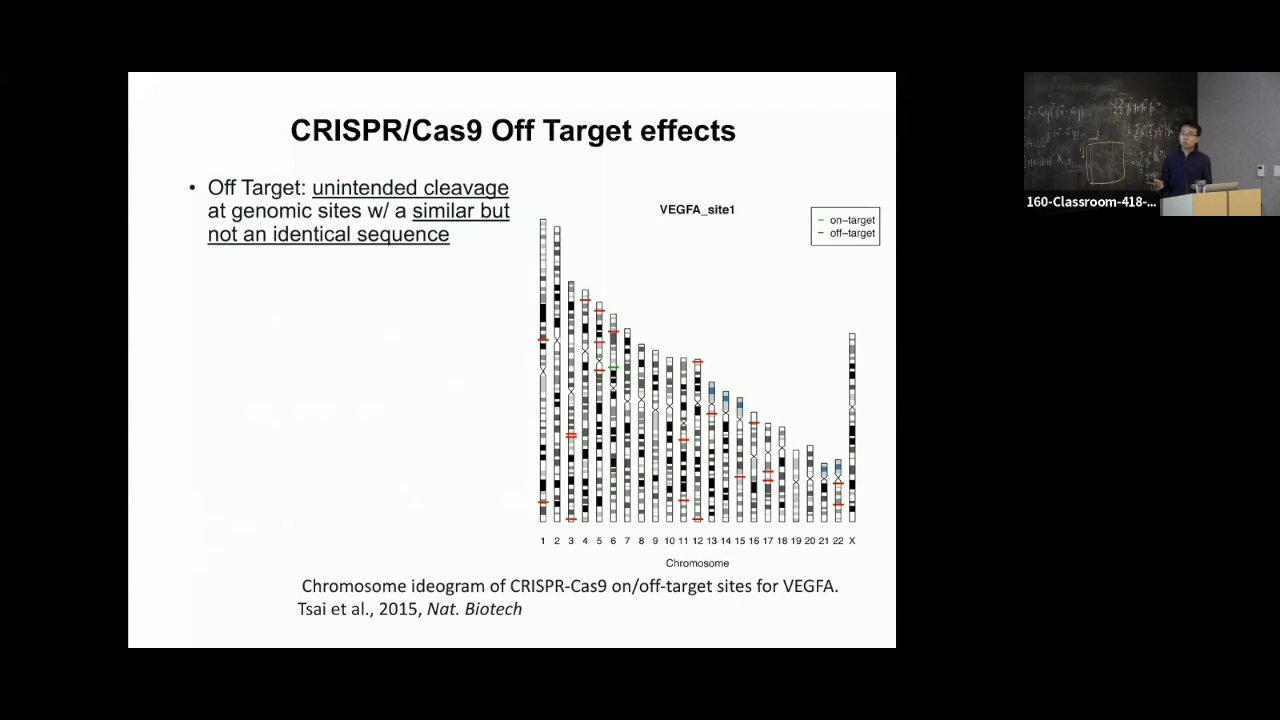 CRISPR/Cas9 Off Target effects
• Off Target: unintended cleavage
at genomic sites w/ a similar but
not an identical sequence
VEGFA_site1
on−target
off−target
1 2 3 4 5 6 7 8 9 10 11 12 13 14 15 16 17 18 19 20 21 22 X
Chromosome
Chromosome ideogram of CRISPR-Cas9 on/off-target sites for VEGFA.
Tsai et al., 2015, Nat. Biotech
160-Classroom-418-...